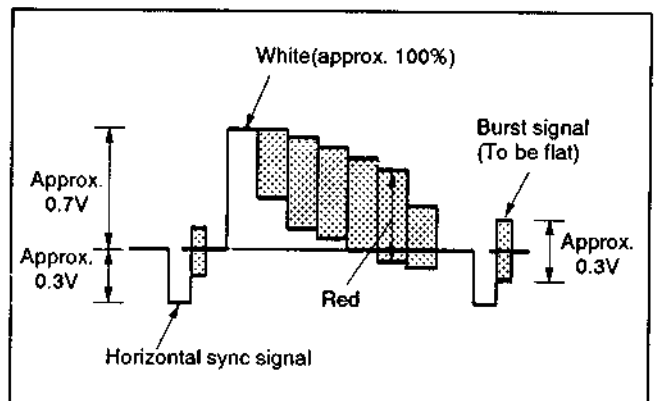 White(approx. 100%)
Burst signal
(To be flat)
Approx.
0.7V
Approx.
0.3V
Approx.
0.3V
Red
Horizontal sync signal